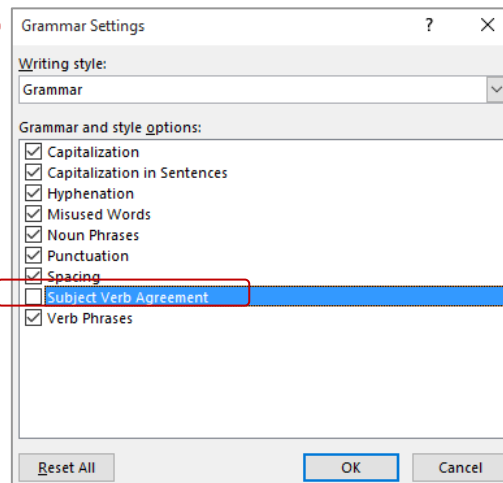 Grammar Settings ? ×
Writing style:
Grammar
Grammar and style options:
Capitalization
Capitalization in Sentences
Hyphenation
Misused Words
Noun Phrases
Punctuation
Spacing
Subject Verb Agreement
Verb Phrases
Reset All OK Cancel